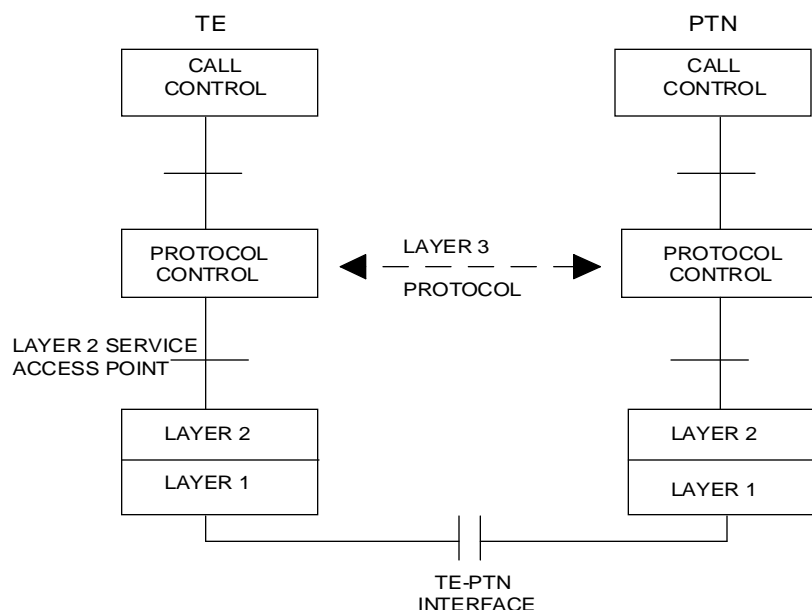 TE
PTN
CALL
CONTROL
CALL
CONTROL
PROTOCOL
CONTROL
LAYER 3
PROTOCOL
PROTOCOL
CONTROL
LAYER 2 SERVICE
ACCESS POINT
LAYER 2
LAYER 1
LAYER 2
LAYER 1
TE-PTN
INTERFACE